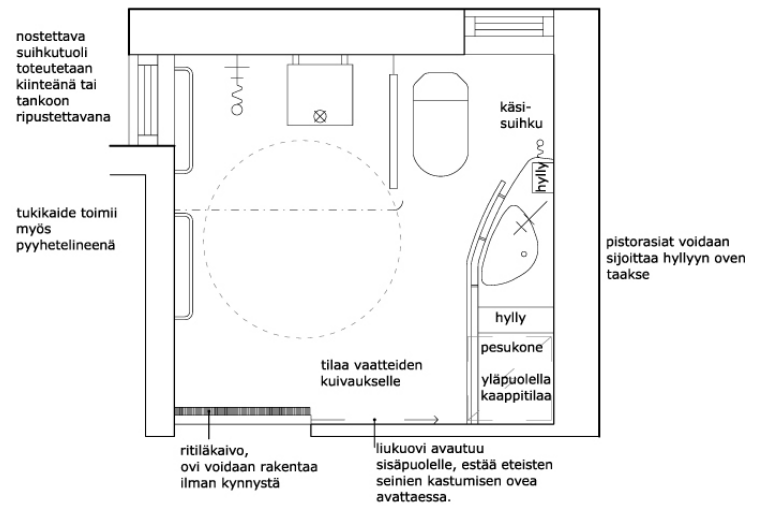 nostettava
suihkutuoli
toteutetaan
kiinteänä tai
tankoon
ripustettavana
tukikaide toimii
myös
pyyhetelineenä
käsi-
suihku
hylly
pistorasiat voidaan
sijoittaa hyllyyn oven
taakse
hylly
pesukone
yläpuolella
kaappitilaa
tilaa vaatteiden
kuivaukselle
ritiläkaivo,
ovi voidaan rakentaa
ilman kynnystä
liukuovi avautuu
sisäpuolelle, estää eteisten
seinien kastumisen ovea
avattaessa.